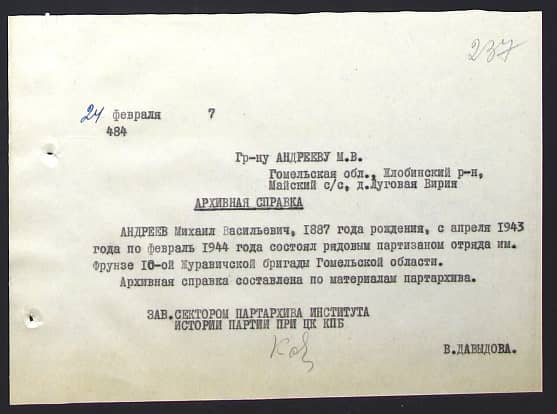 237
24 февраля 7
484
Гр-ну АНДРЕЕВУ М.В.
Гомельская обл., Жлобинский р-н,
Майский с/с, д.Луговая Вирня
АРХИВНАЯ СПРАВКА
АНДРЕЕВ Михаил Васильевич, 1887 года рождения, с апреля 1943
года по февраль 1944 года состоял рядовым партизаном отряда им.
Фрунзе 10-ой Журавичской бригады Гомельской области.
Архивная справка составлена по материалам партархива.
ЗАВ.СЕКТОРОМ ПАРТАРХИВА ИНСТИТУТА
ИСТОРИИ ПАРТИИ ПРИ ЦК КПБ
В.ДАВЫДОВА.